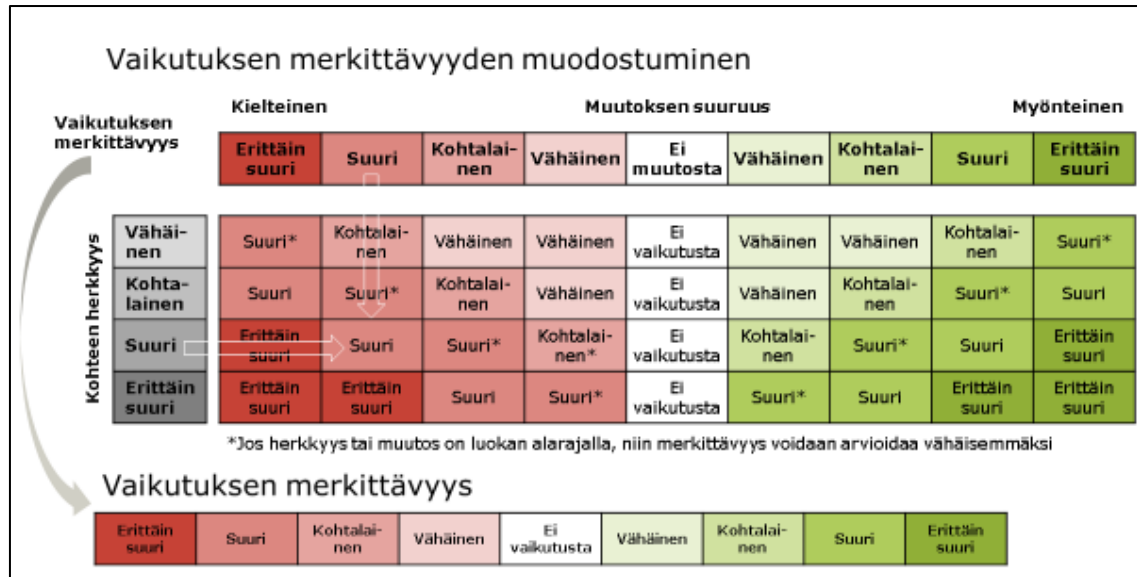 Vaikutuksen merkittävyyden muodostuminen
Kielteinen Muutoksen suuruus Myönteinen
Vaikutuksen
merkittävyys
Erittäin suuri Suuri Kohtalai-nen Vähäinen Ei muutosta Vähäinen Kohtalai-nen Suuri Erittäin suuri
Kohteen herkkyys
Vähäi-nen Suuri* Kohtalai-nen Vähäinen Vähäinen Ei vaikutusta Vähäinen Vähäinen Kohtalai-nen Suuri*
Kohta-lainen Suuri Suuri* Kohtalai-nen Vähäinen Ei vaikutusta Vähäinen Kohtalai-nen Suuri* Suuri
Suuri Erittäin suuri Suuri Suuri* Kohtalai-nen* Ei vaikutusta Kohtalai-nen Suuri* Suuri Erittäin suuri
Erittäin suuri Erittäin suuri Erittäin suuri Suuri Suuri* Ei vaikutusta Suuri* Suuri Erittäin suuri Erittäin suuri
*Jos herkkyys tai muutos on luokan alarajalla, niin merkittävyys voidaan arvioidaa vähäisemmäksi
Vaikutuksen merkittävyys
Erittäin suuri Suuri Kohtalai-nen Vähäinen Ei vaikutusta Vähäinen Kohtalai-nen Suuri Erittäin suuri